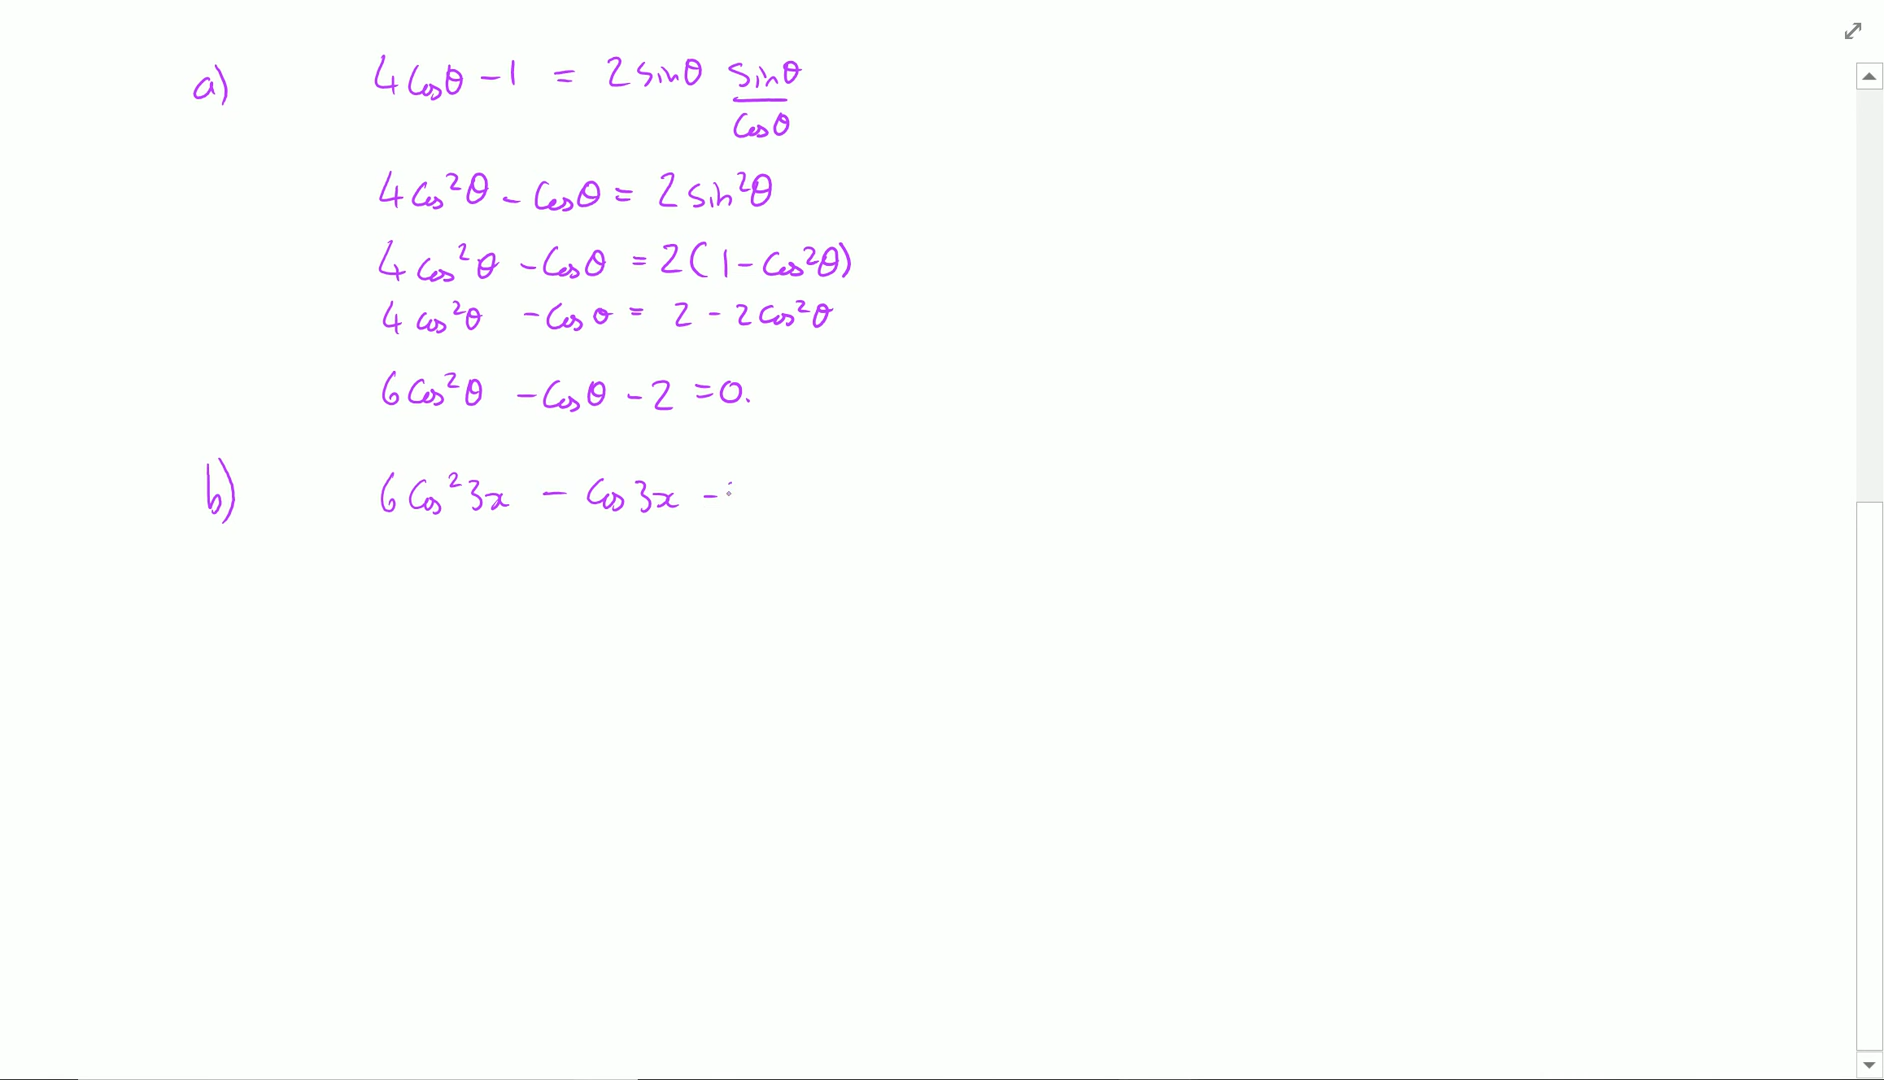 a) 4cosθ - 1 = 2sinθ sinθ/cosθ
4cos²θ - cosθ = 2sin²θ
4cos²θ - cosθ = 2(1 - cos²θ)
4cos²θ - cosθ = 2 - 2cos²θ
6cos²θ - cosθ - 2 = 0.
b) 6cos²3x - cos3x -